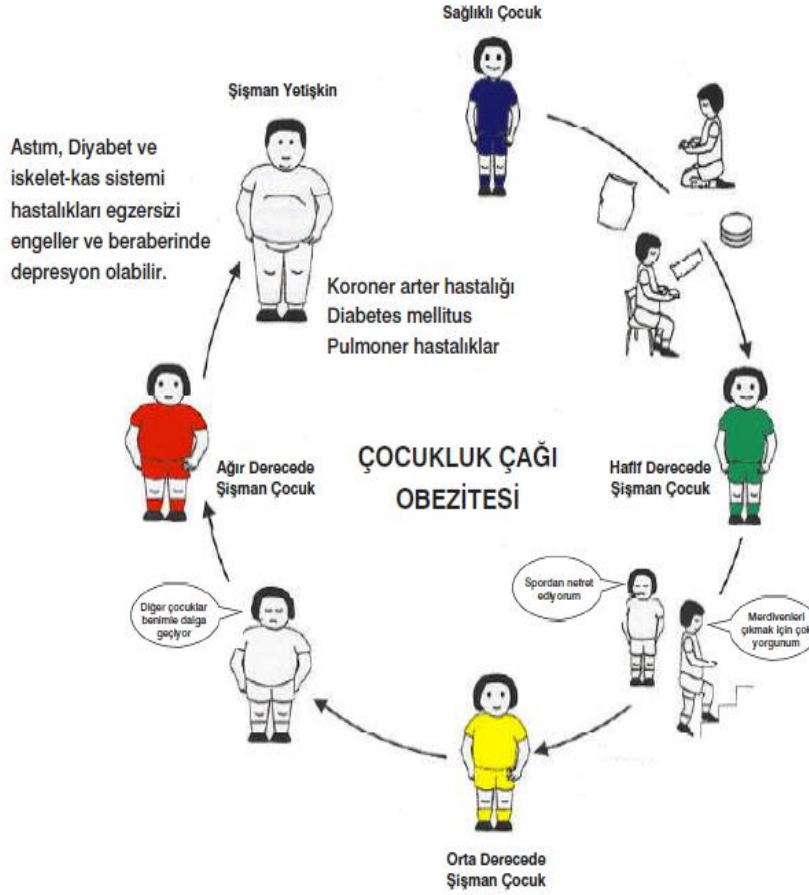 Sağlıklı Çocuk
Şişman Yetişkin
Astım, Diyabet ve
iskelet-kas sistemi
hastalıkları egzersizi
engeller ve beraberinde
depresyon olabilir.
Koroner arter hastalığı
Diabetes mellitus
Pulmoner hastalıklar
ÇOCUKLUK ÇAĞI
OBEZİTESİ
Hafif Derecede
Şişman Çocuk
Ağır Derecede
Şişman Çocuk
Spordan nefret
ediyorum
Merdivenleri
çıkmak için çok
yorgunum
Diğer çocuklar
benimle dalga
geçiyor
Orta Derecede
Şişman Çocuk